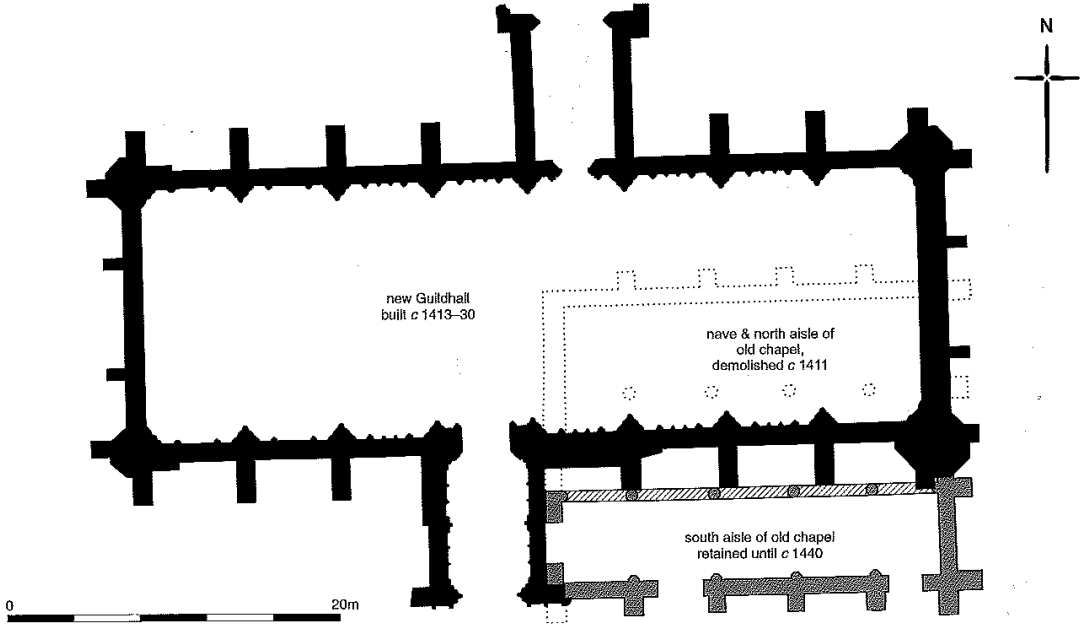 N
new Guildhall
built c 1413–30
nave & north aisle of
old chapel,
demolished c 1411
south aisle of old chapel
retained until c 1440
0
20m